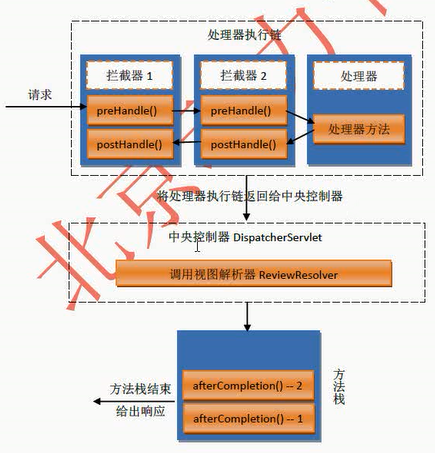 处理器执行链
拦截器 1
拦截器 2
处理器
请求
preHandle()
preHandle()
处理器方法
postHandle()
postHandle()
将处理器执行链返回给中央控制器
中央控制器 DispatcherServlet
调用视图解析器 ReviewResolver
afterCompletion() -- 2
afterCompletion() -- 1
方法栈
方法栈结束
给出响应
北京